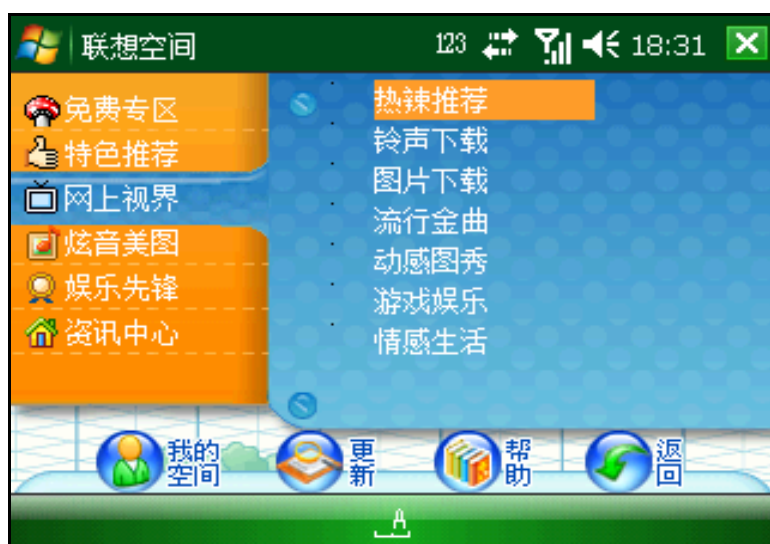 联想空间 123 18:31
免费专区
特色推荐
网上视界
炫音美图
娱乐先锋
资讯中心
热辣推荐
铃声下载
图片下载
流行金曲
动感图秀
游戏娱乐
情感生活
我的空间
更新
帮助
返回
A